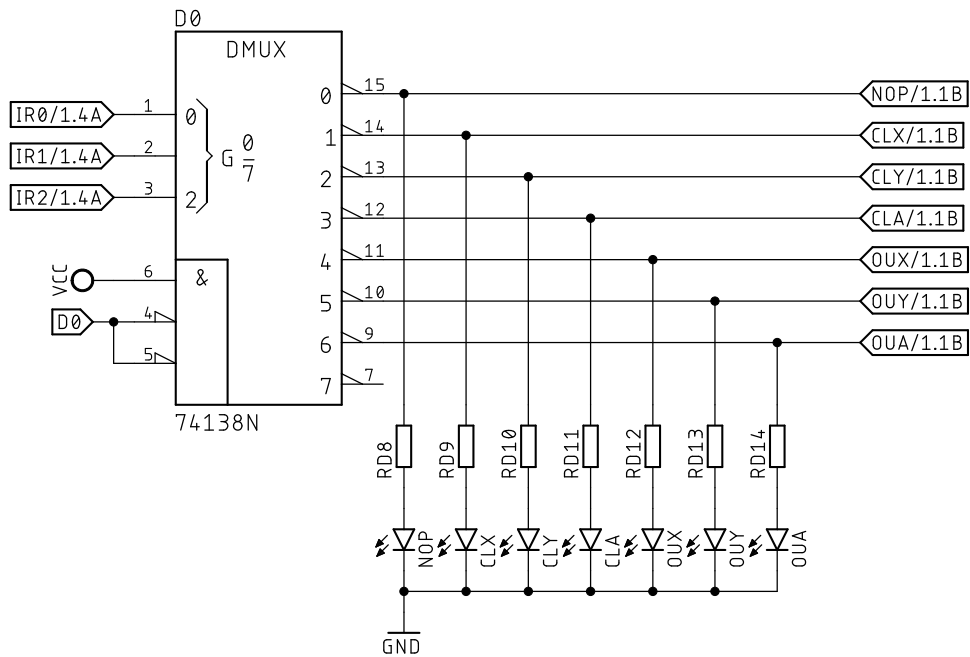 D0
DMUX
IR0/1.4A
1
0
IR1/1.4A
2
G 0/7
IR2/1.4A
3
2
VCC
6
&
D0
4
5
74138N
0
15
NOP/1.1B
1
14
CLX/1.1B
2
13
CLY/1.1B
3
12
CLA/1.1B
4
11
OUX/1.1B
5
10
OUY/1.1B
6
9
OUA/1.1B
7
7
RD8
RD9
RD10
RD11
RD12
RD13
RD14
NOP
CLX
CLY
CLA
OUX
OUY
OUA
GND